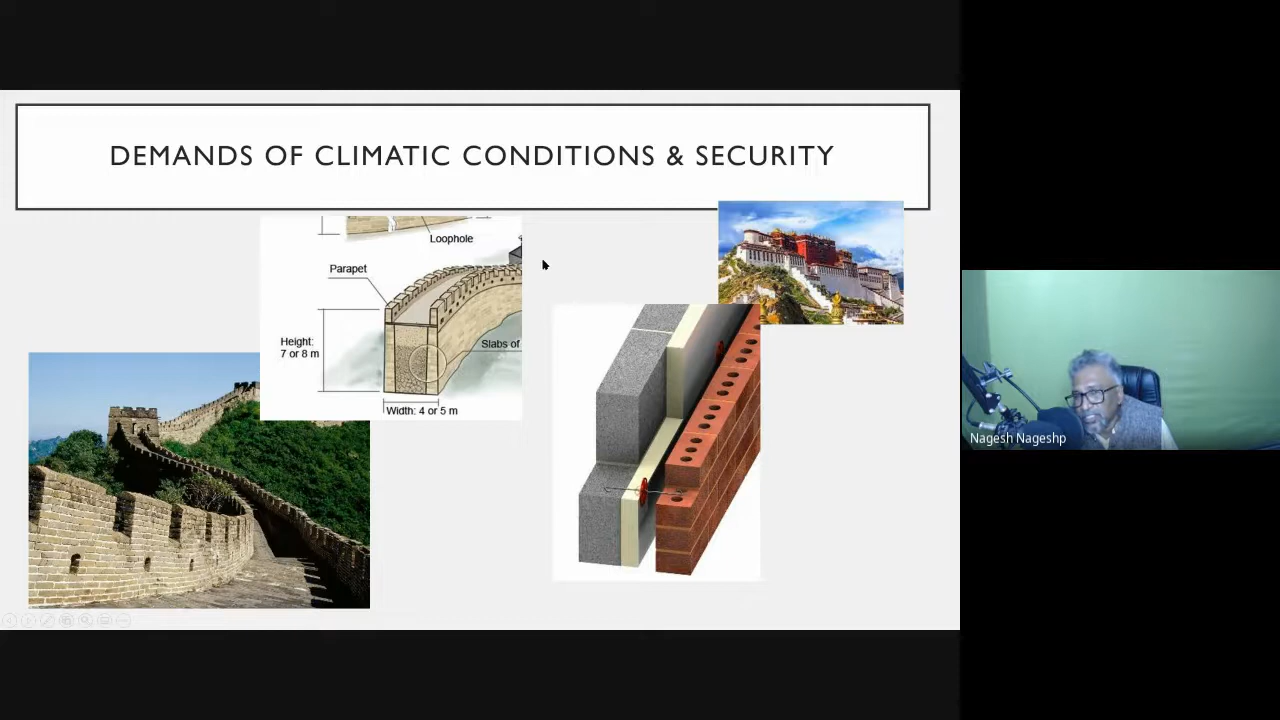 DEMANDS OF CLIMATIC CONDITIONS & SECURITY
Loophole
Parapet
Height:
7 or 8 m
Slabs of
Width: 4 or 5 m
Nagesh Nageshp